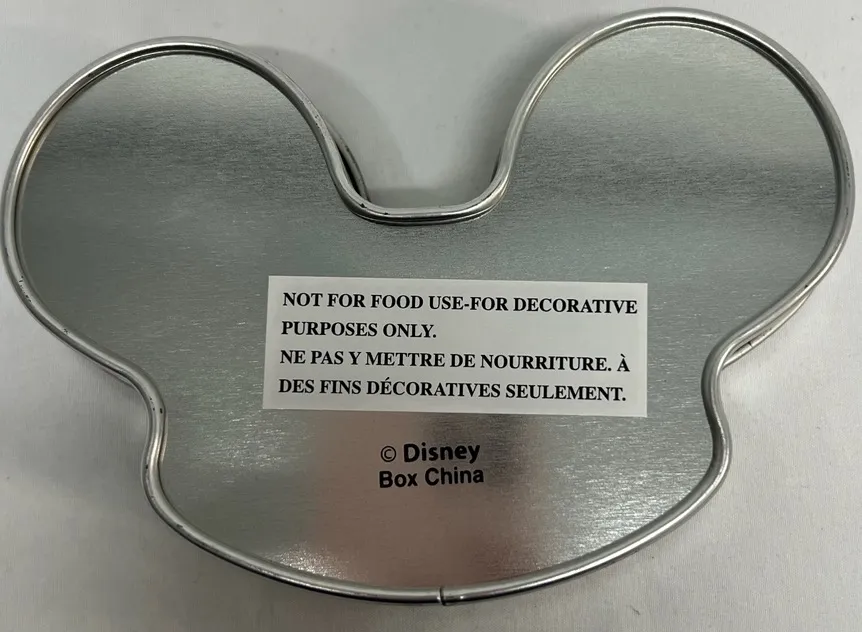 NOT FOR FOOD USE-FOR DECORATIVE
PURPOSES ONLY.
NE PAS Y METTRE DE NOURRITURE. À
DES FINS DÉCORATIVES SEULEMENT.
© Disney
Box China